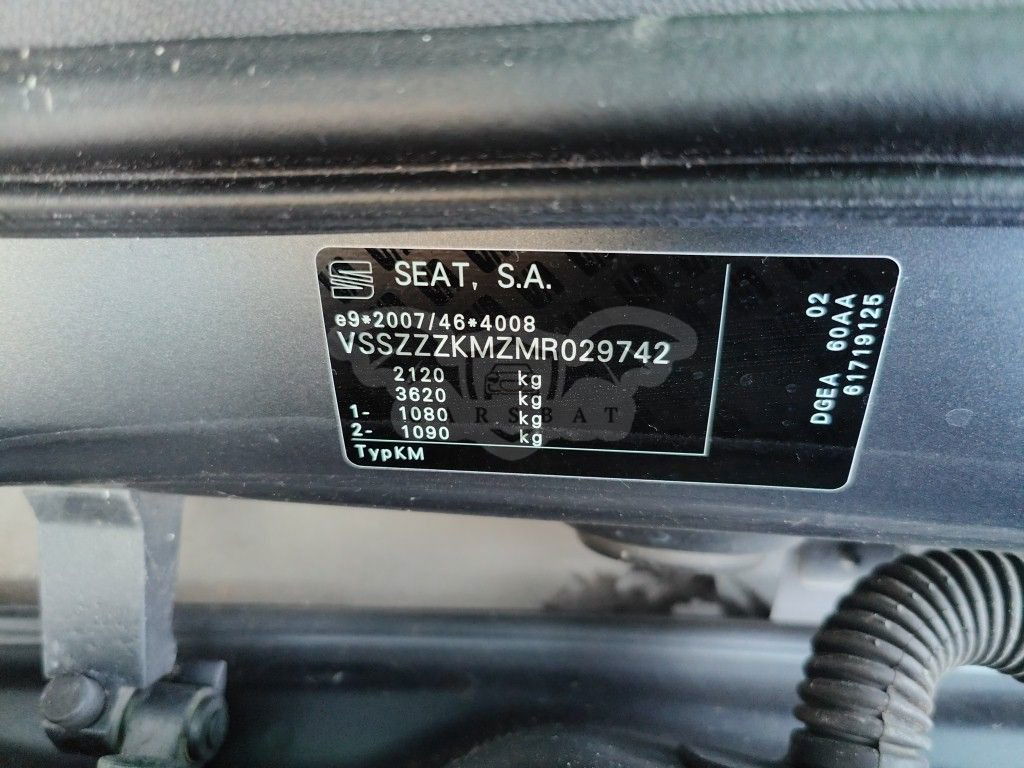 SEAT, S.A.
e9*2007/46*4008
VSSZZZKMZMR029742
2120 kg
3620 kg
1- 1080 kg
2- 1090 kg
TypKM
DGEA 02
60AA
61719125
CARSBAT